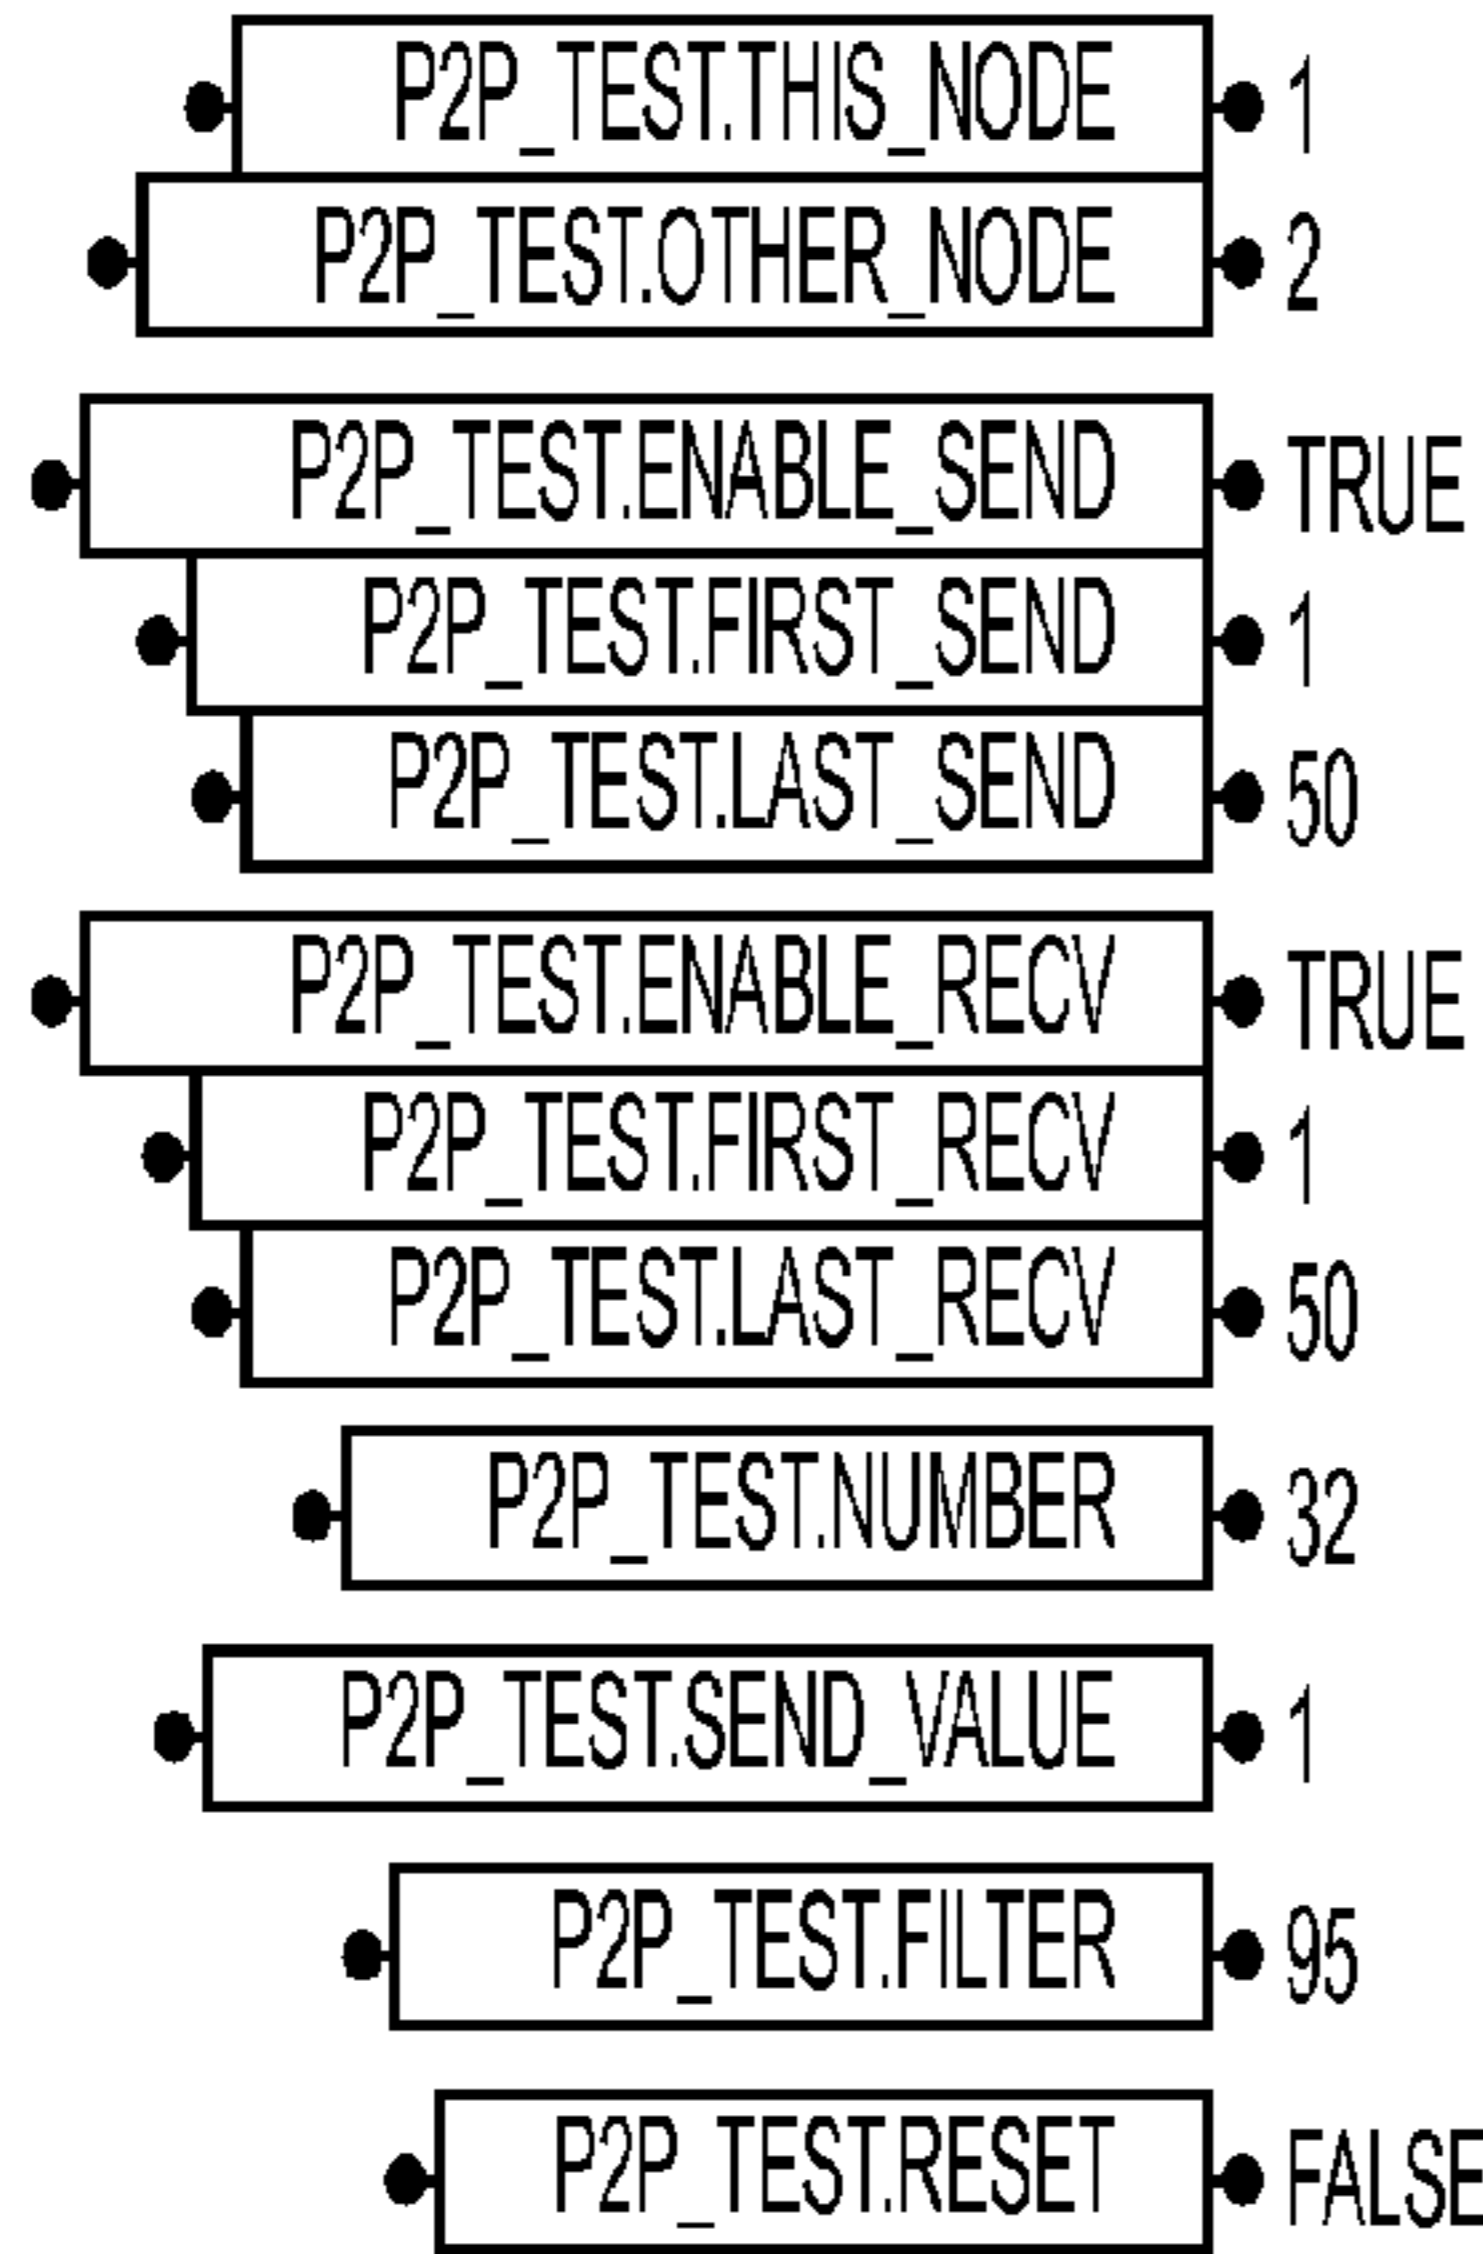 P2P_TEST.THIS_NODE 1
P2P_TEST.OTHER_NODE 2
P2P_TEST.ENABLE_SEND TRUE
P2P_TEST.FIRST_SEND 1
P2P_TEST.LAST_SEND 50
P2P_TEST.ENABLE_RECV TRUE
P2P_TEST.FIRST_RECV 1
P2P_TEST.LAST_RECV 50
P2P_TEST.NUMBER 32
P2P_TEST.SEND_VALUE 1
P2P_TEST.FILTER 95
P2P_TEST.RESET FALSE